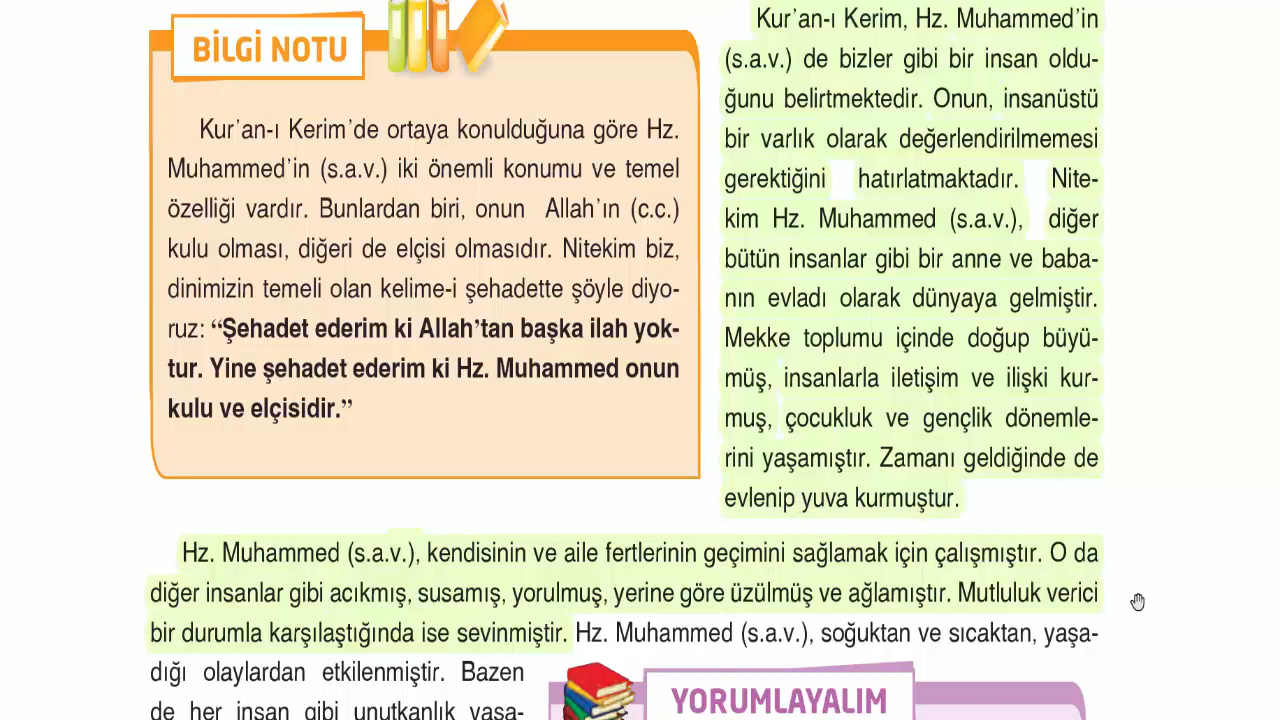 BİLGİ NOTU
Kur’an-ı Kerim’de ortaya konulduğuna göre Hz.
Muhammed’in (s.a.v.) iki önemli konumu ve temel
özelliği vardır. Bunlardan biri, onun Allah’ın (c.c.)
kulu olması, diğeri de elçisi olmasıdır. Nitekim biz,
dinimizin temeli olan kelime-i şehadette şöyle diyo-
ruz: “Şehadet ederim ki Allah’tan başka ilah yok-
tur. Yine şehadet ederim ki Hz. Muhammed onun
kulu ve elçisidir.”
Kur’an-ı Kerim, Hz. Muhammed’in
(s.a.v.) de bizler gibi bir insan oldu-
ğunu belirtmektedir. Onun, insanüstü
bir varlık olarak değerlendirilmemesi
gerektiğini hatırlatmaktadır. Nite-
kim Hz. Muhammed (s.a.v.), diğer
bütün insanlar gibi bir anne ve baba-
nın evladı olarak dünyaya gelmiştir.
Mekke toplumu içinde doğup büyü-
müş, insanlarla iletişim ve ilişki kur-
muş, çocukluk ve gençlik dönemle-
rini yaşamıştır. Zamanı geldiğinde de
evlenip yuva kurmuştur.
Hz. Muhammed (s.a.v.), kendisinin ve aile fertlerinin geçimini sağlamak için çalışmıştır. O da
diğer insanlar gibi acıkmış, susamış, yorulmuş, yerine göre üzülmüş ve ağlamıştır. Mutluluk verici
bir durumla karşılaştığında ise sevinmiştir. Hz. Muhammed (s.a.v.), soğuktan ve sıcaktan, yaşa-
dığı olaylardan etkilenmiştir. Bazen
de her insan gibi unutkanlık yaşa-
YORUMLAYALIM